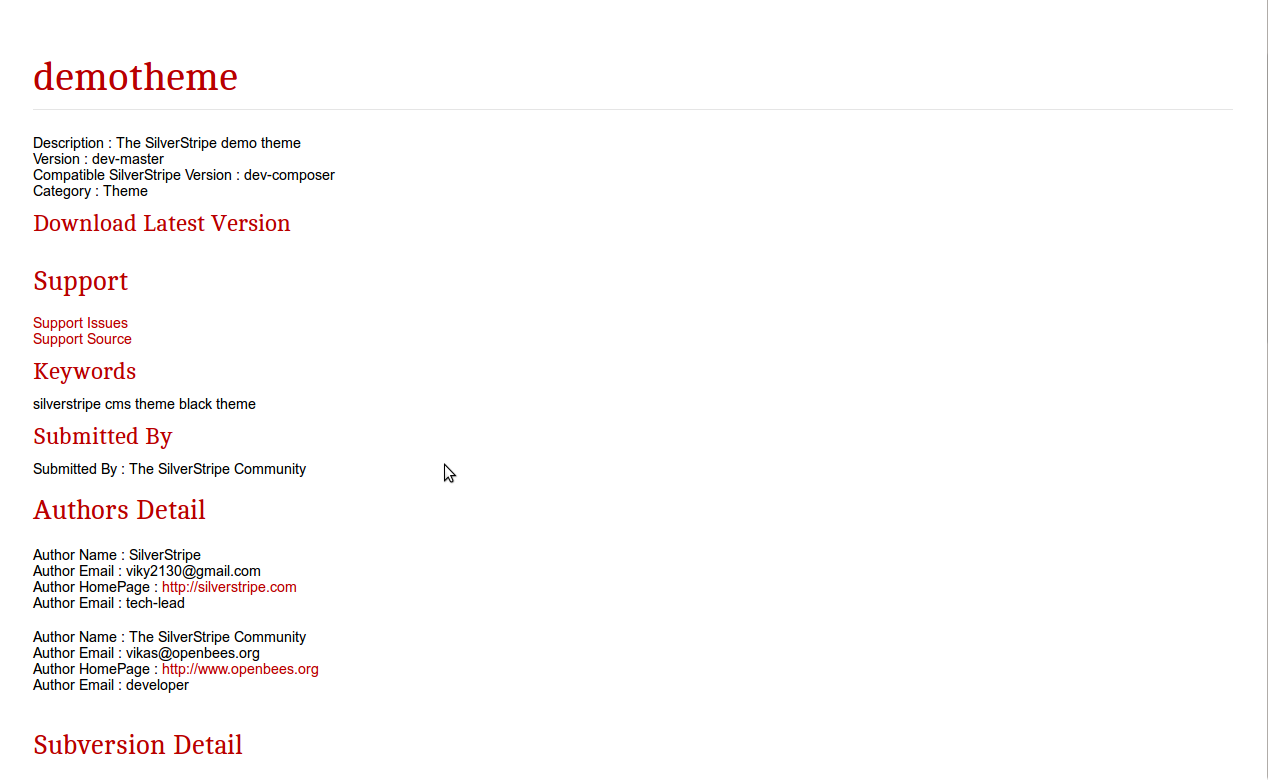 demotheme
Description : The SilverStripe demo theme
Version : dev-master
Compatible SilverStripe Version : dev-composer
Category : Theme
Download Latest Version
Support
Support Issues
Support Source
Keywords
silverstripe cms theme black theme
Submitted By
Submitted By : The SilverStripe Community
Authors Detail
Author Name : SilverStripe
Author Email : viky2130@gmail.com
Author HomePage : http://silverstripe.com
Author Email : tech-lead
Author Name : The SilverStripe Community
Author Email : vikas@openbees.org
Author HomePage : http://www.openbees.org
Author Email : developer
Subversion Detail